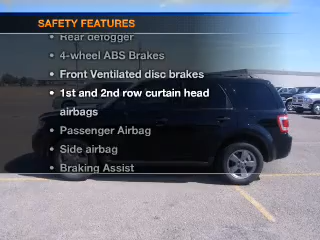 SAFETY FEATURES
Rear defogger
4-wheel ABS Brakes
Front Ventilated disc brakes
1st and 2nd row curtain head
airbags
Passenger Airbag
Side airbag
Braking Assist